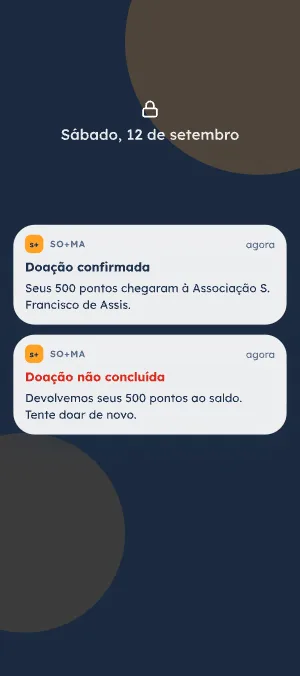 Sábado, 12 de setembro
s+ SO+MA agora
Doação confirmada
Seus 500 pontos chegaram à Associação S.
Francisco de Assis.
s+ SO+MA agora
Doação não concluída
Devolvemos seus 500 pontos ao saldo.
Tente doar de novo.